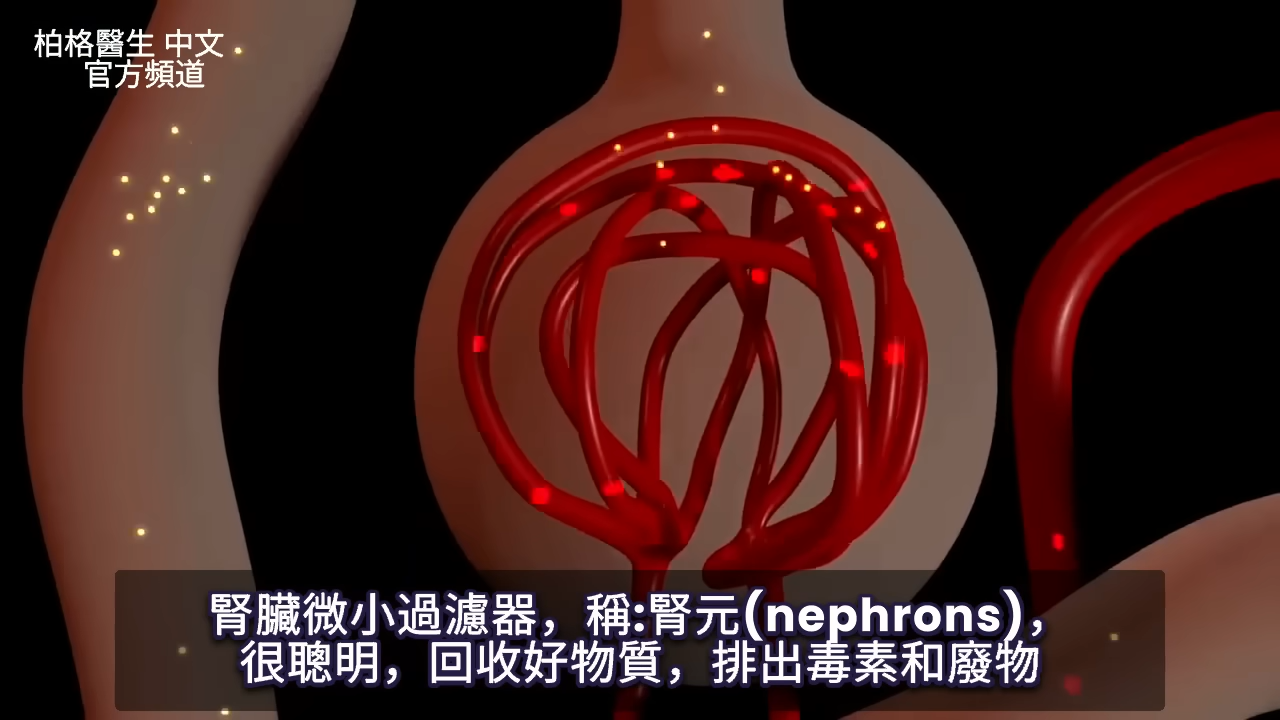 柏格醫生 中文
官方頻道
腎臟微小過濾器，稱:腎元(nephrons)，
很聰明，回收好物質，排出毒素和廢物